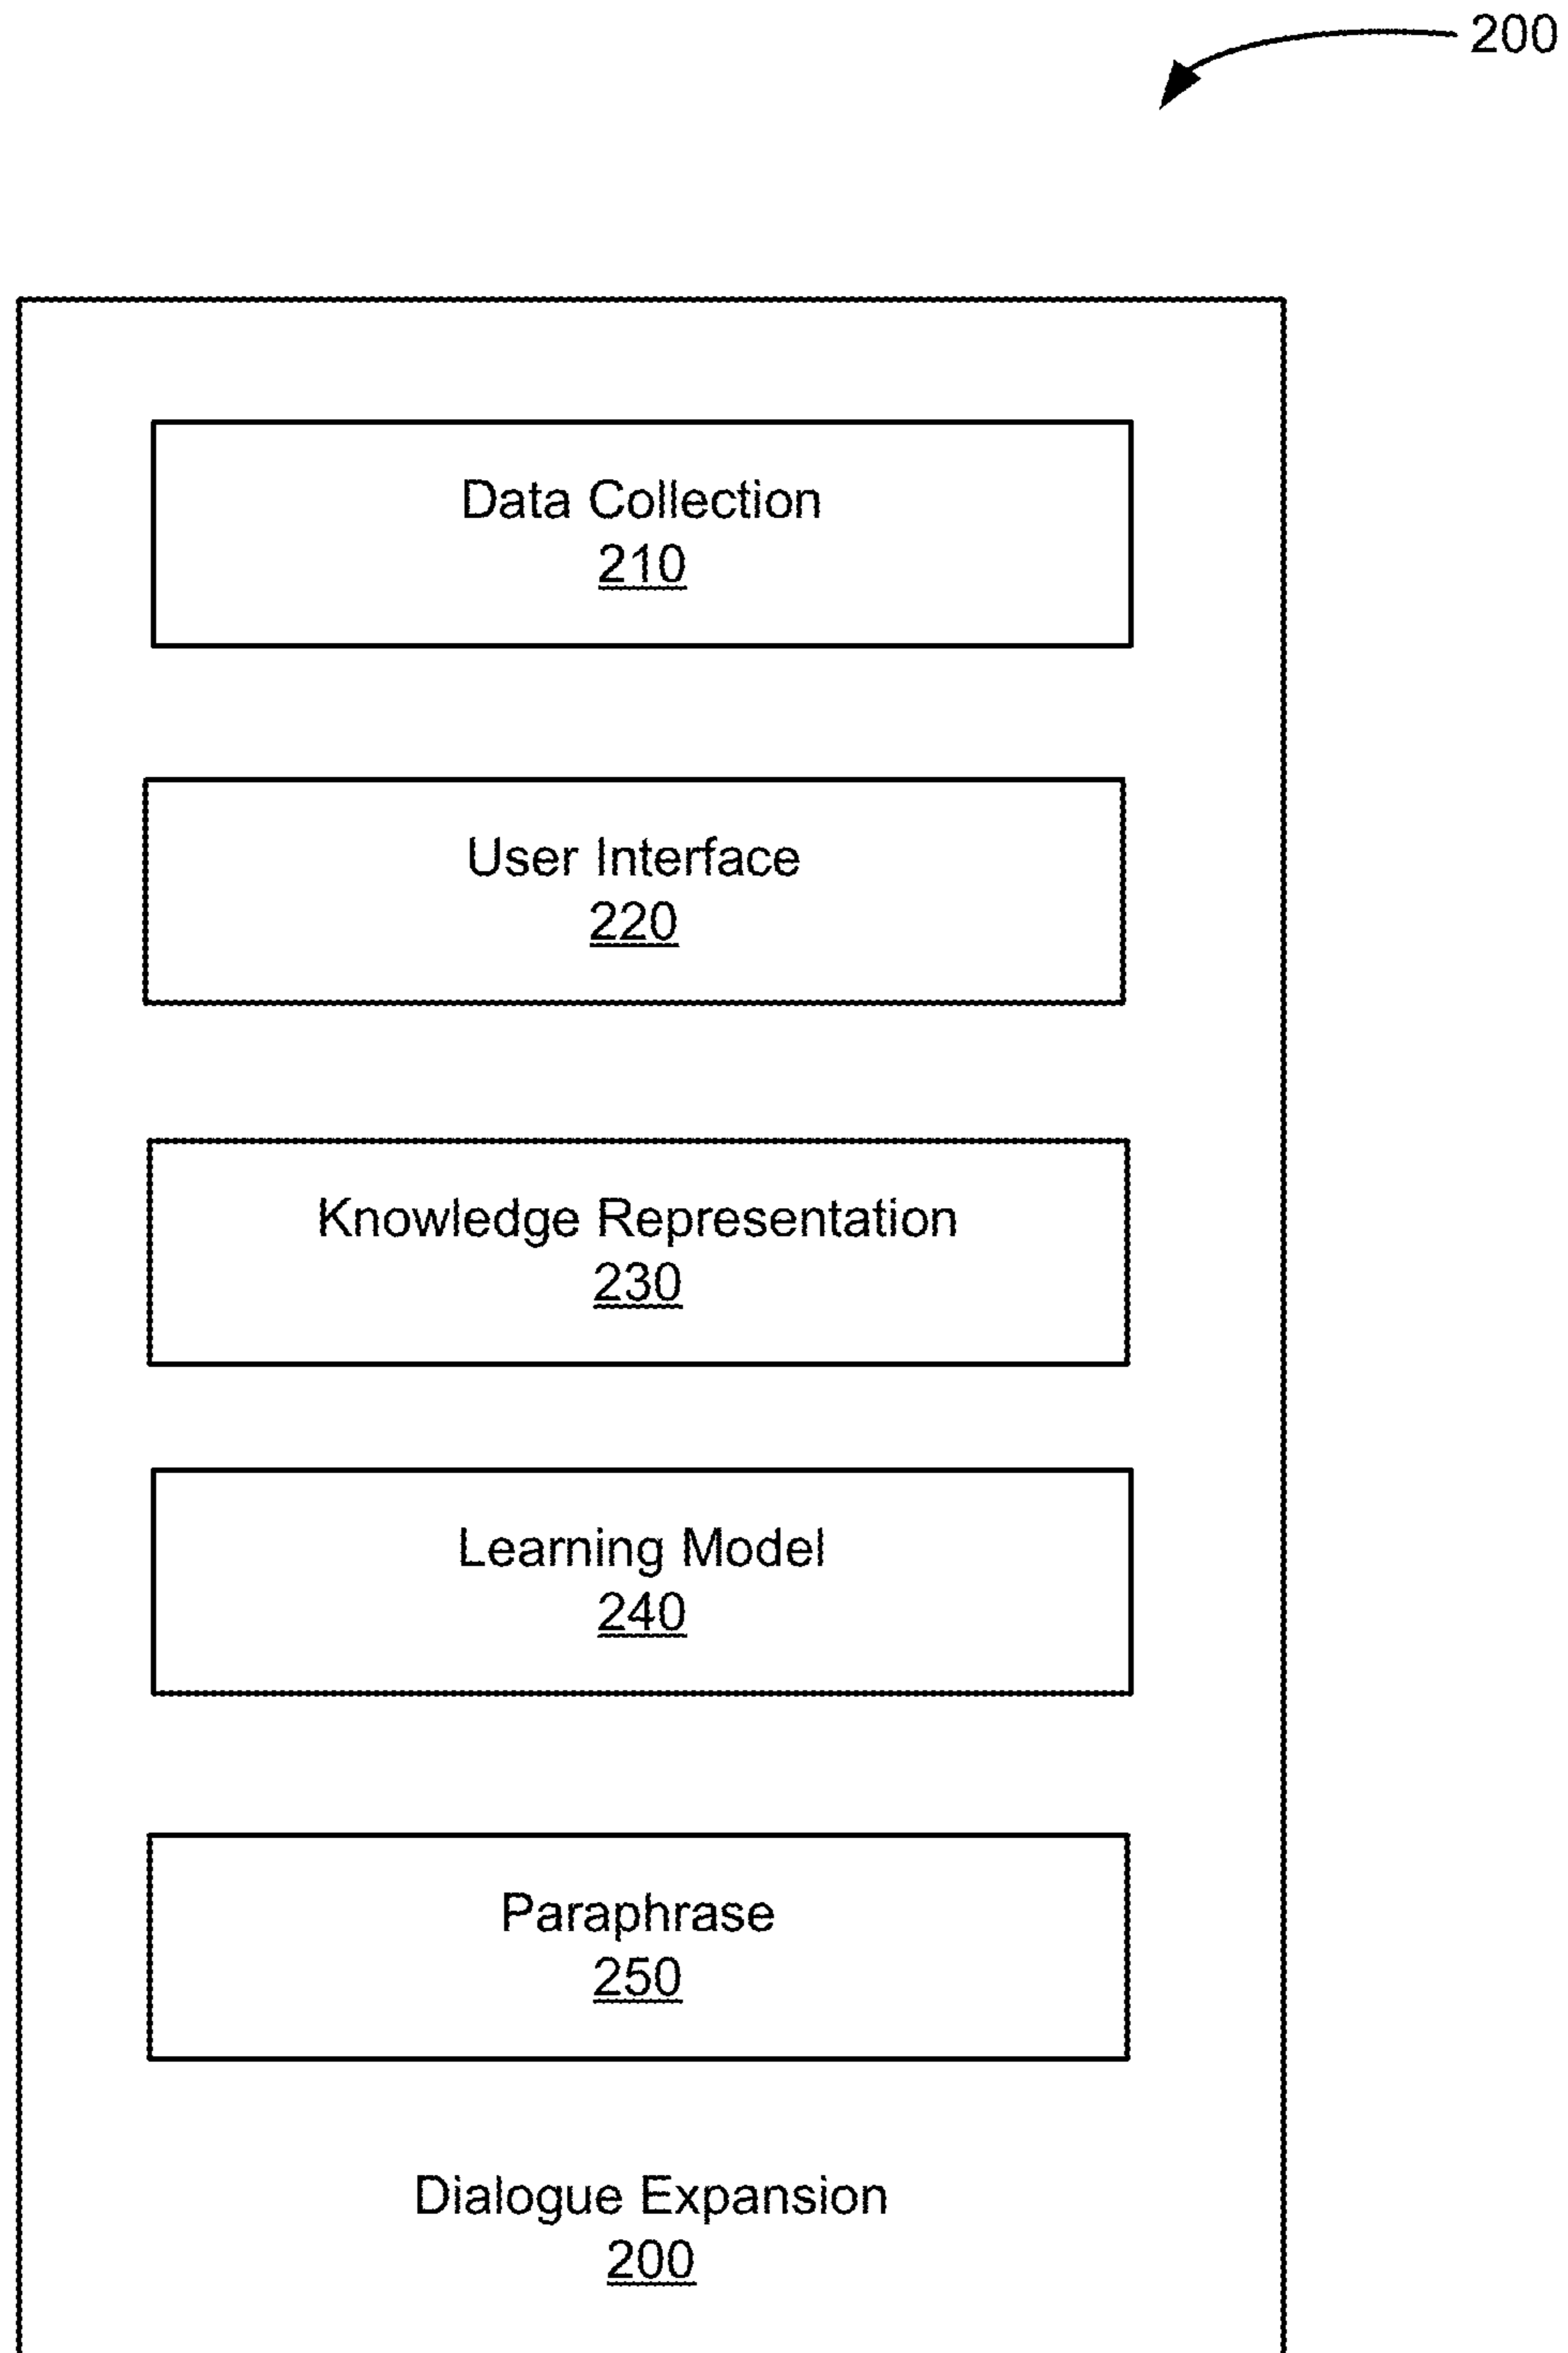 200
Data Collection
210
User Interface
220
Knowledge Representation
230
Learning Model
240
Paraphrase
250
Dialogue Expansion
200